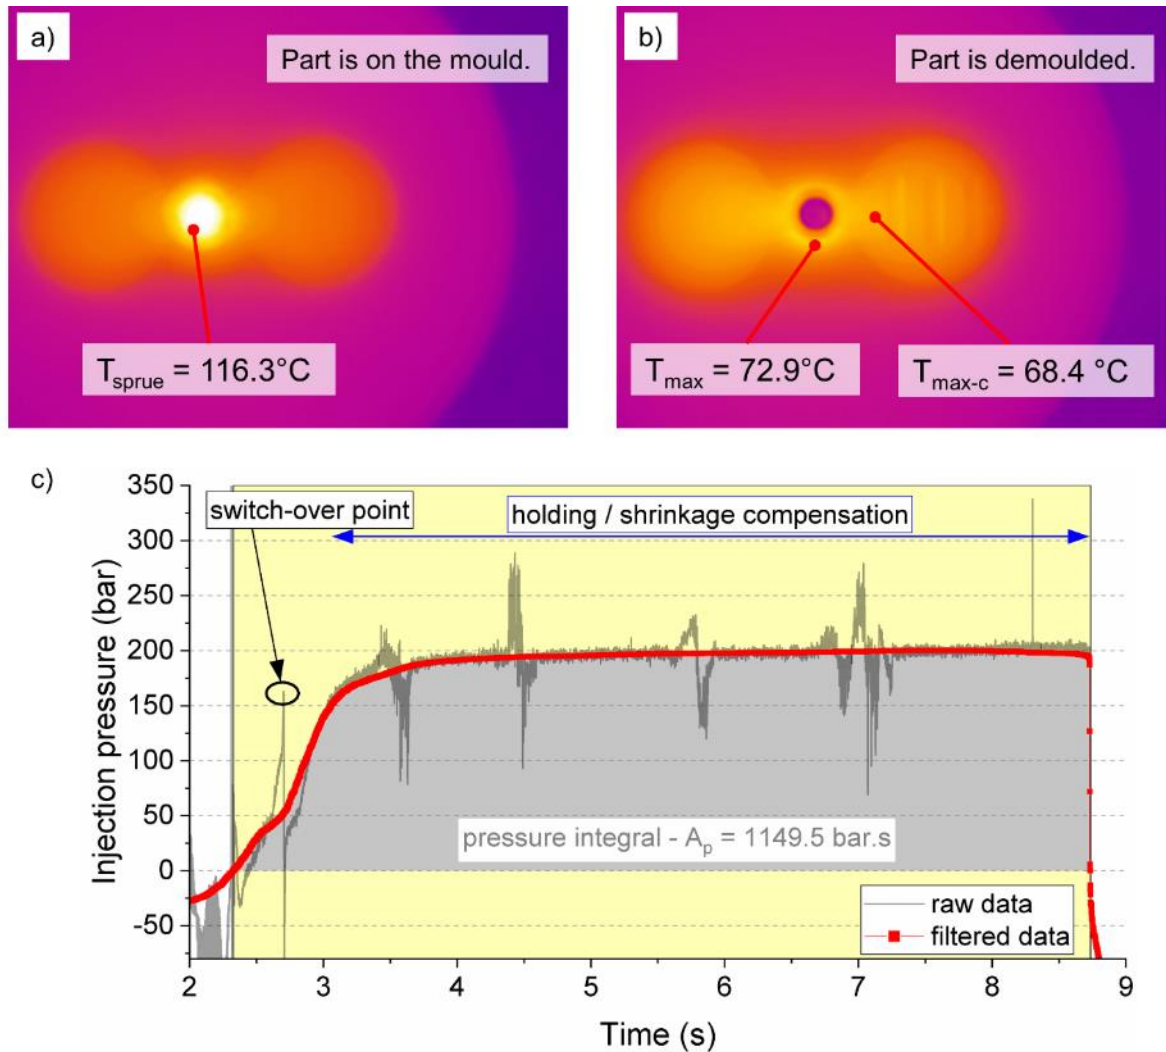 a)
Part is on the mould.
T_sprue = 116.3°C
b)
Part is demoulded.
T_max = 72.9°C
T_max-c = 68.4 °C
c)
switch-over point
holding / shrinkage compensation
pressure integral - A_p = 1149.5 bar.s
raw data
filtered data
Injection pressure (bar)
350
300
250
200
150
100
50
0
-50
2 3 4 5 6 7 8 9
Time (s)